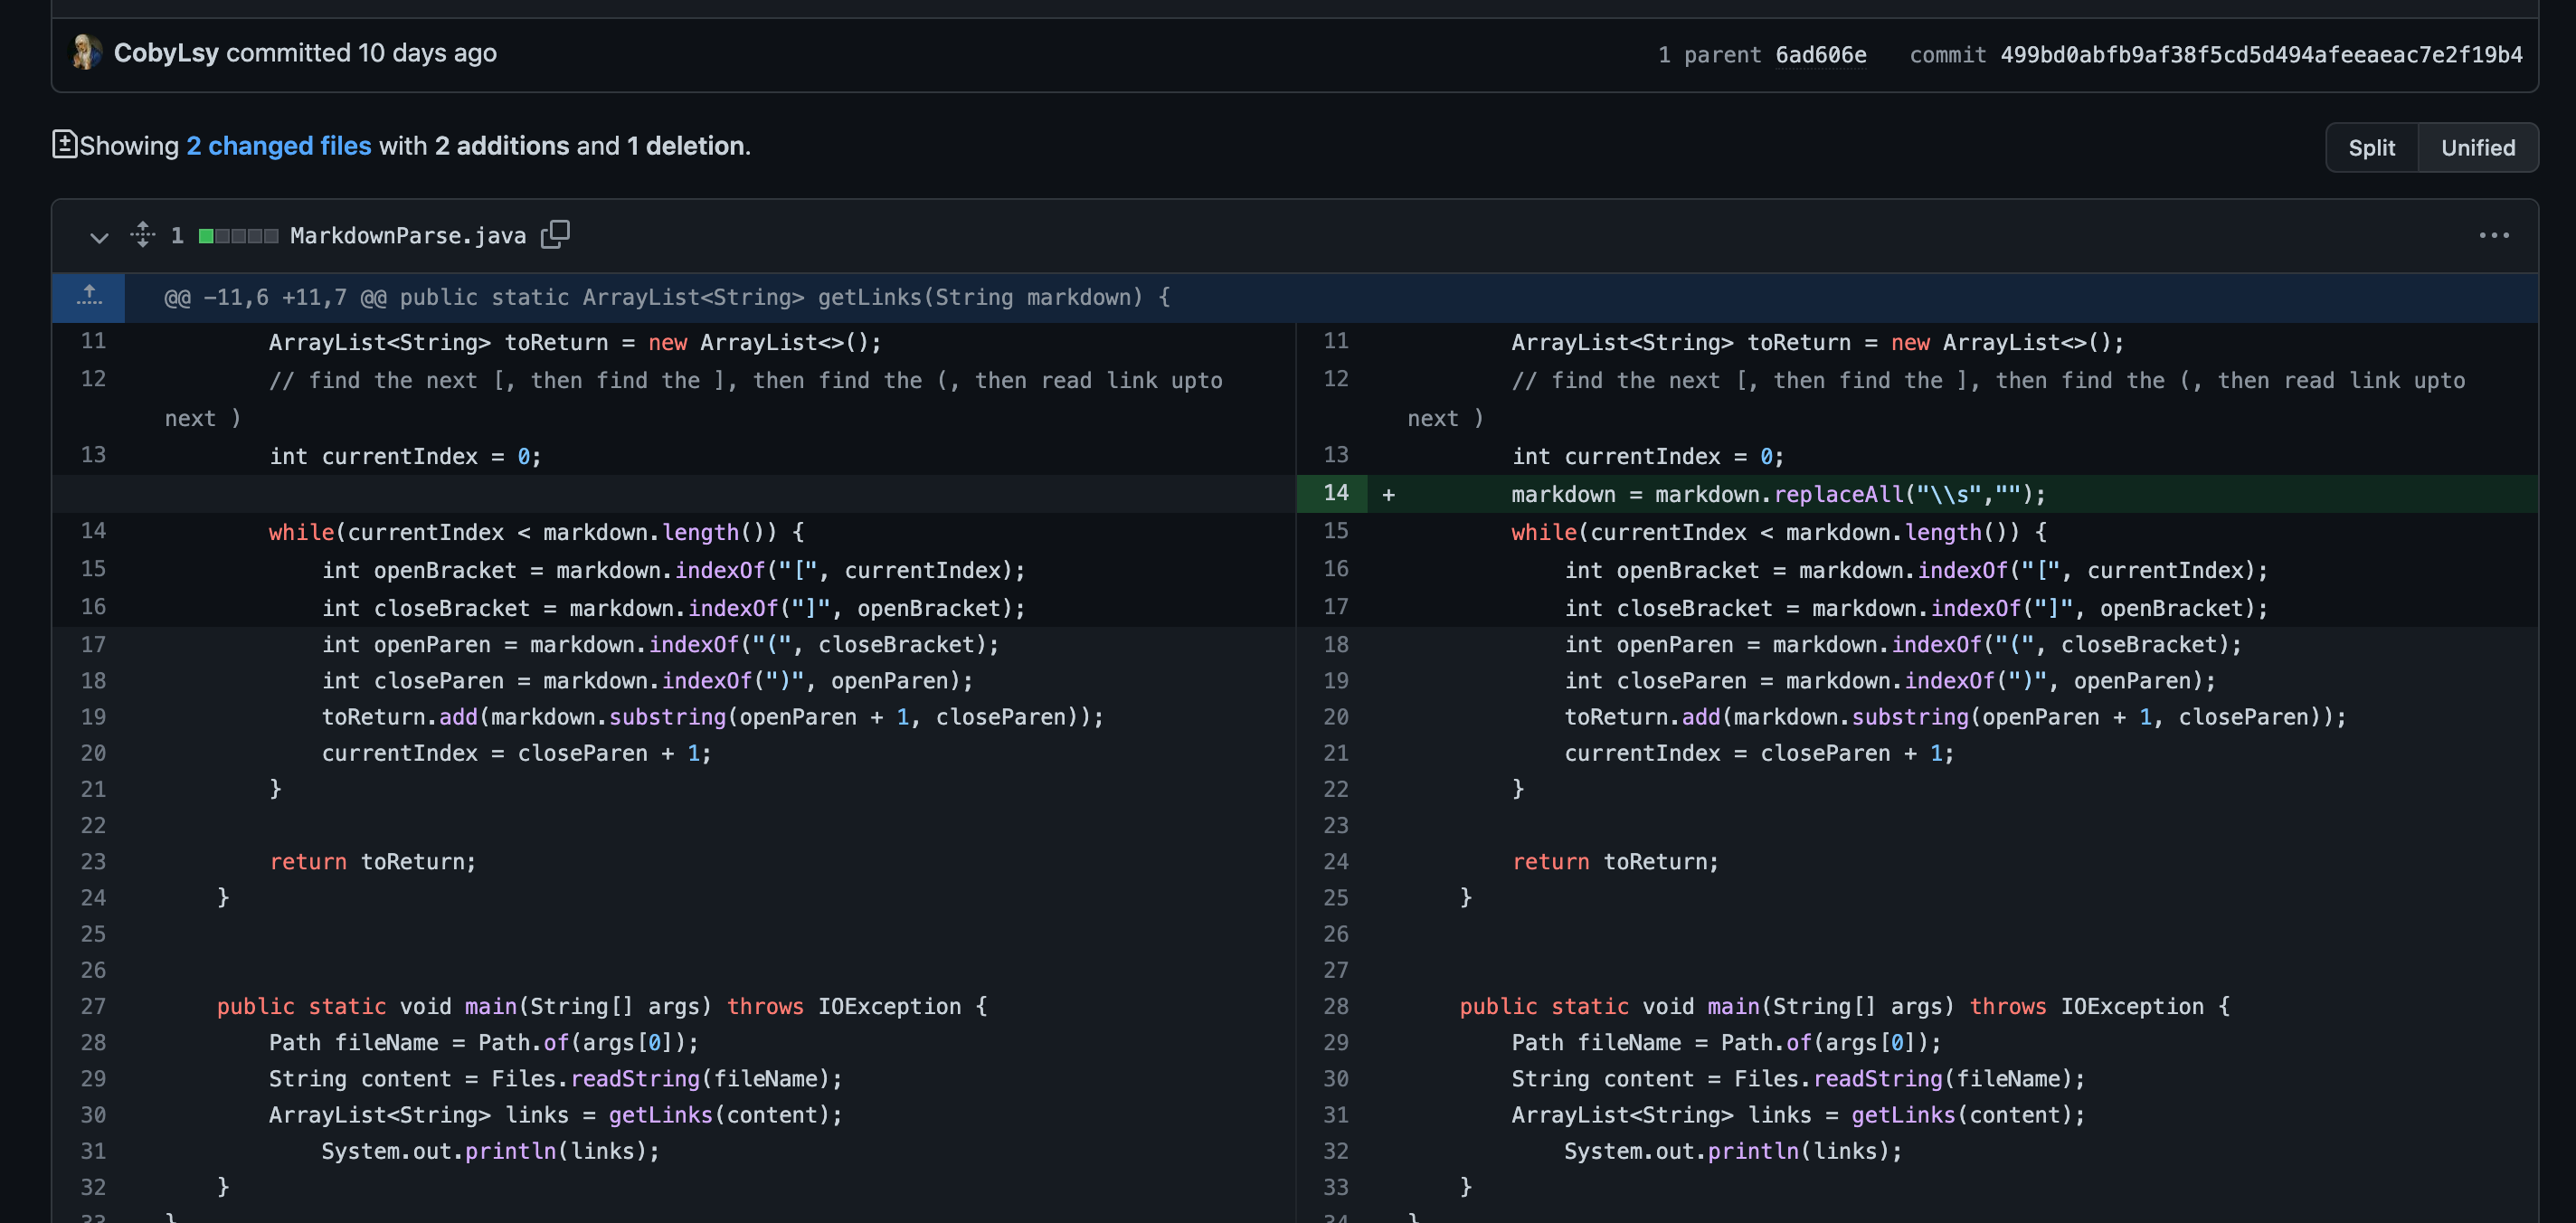 CobyLsy committed 10 days ago
1 parent 6ad606e commit 499bd0abfb9af38f5cd5d494afeeaeac7e2f19b4
Showing 2 changed files with 2 additions and 1 deletion.
Split Unified
1 MarkdownParse.java
@@ -11,6 +11,7 @@ public static ArrayList<String> getLinks(String markdown) {
11 ArrayList<String> toReturn = new ArrayList<>();
12 // find the next [, then find the ], then find the (, then read link upto
next )
13 int currentIndex = 0;
14 while(currentIndex < markdown.length()) {
15 int openBracket = markdown.indexOf("[", currentIndex);
16 int closeBracket = markdown.indexOf("]", openBracket);
17 int openParen = markdown.indexOf("(", closeBracket);
18 int closeParen = markdown.indexOf(")", openParen);
19 toReturn.add(markdown.substring(openParen + 1, closeParen));
20 currentIndex = closeParen + 1;
21 }
22
23 return toReturn;
24 }
25
26
27 public static void main(String[] args) throws IOException {
28 Path fileName = Path.of(args[0]);
29 String content = Files.readString(fileName);
30 ArrayList<String> links = getLinks(content);
31 System.out.println(links);
32 }
33 }
11 ArrayList<String> toReturn = new ArrayList<>();
12 // find the next [, then find the ], then find the (, then read link upto
next )
13 int currentIndex = 0;
14 + markdown = markdown.replaceAll("\\s","");
15 while(currentIndex < markdown.length()) {
16 int openBracket = markdown.indexOf("[", currentIndex);
17 int closeBracket = markdown.indexOf("]", openBracket);
18 int openParen = markdown.indexOf("(", closeBracket);
19 int closeParen = markdown.indexOf(")", openParen);
20 toReturn.add(markdown.substring(openParen + 1, closeParen));
21 currentIndex = closeParen + 1;
22 }
23
24 return toReturn;
25 }
26
27
28 public static void main(String[] args) throws IOException {
29 Path fileName = Path.of(args[0]);
30 String content = Files.readString(fileName);
31 ArrayList<String> links = getLinks(content);
32 System.out.println(links);
33 }
34 }